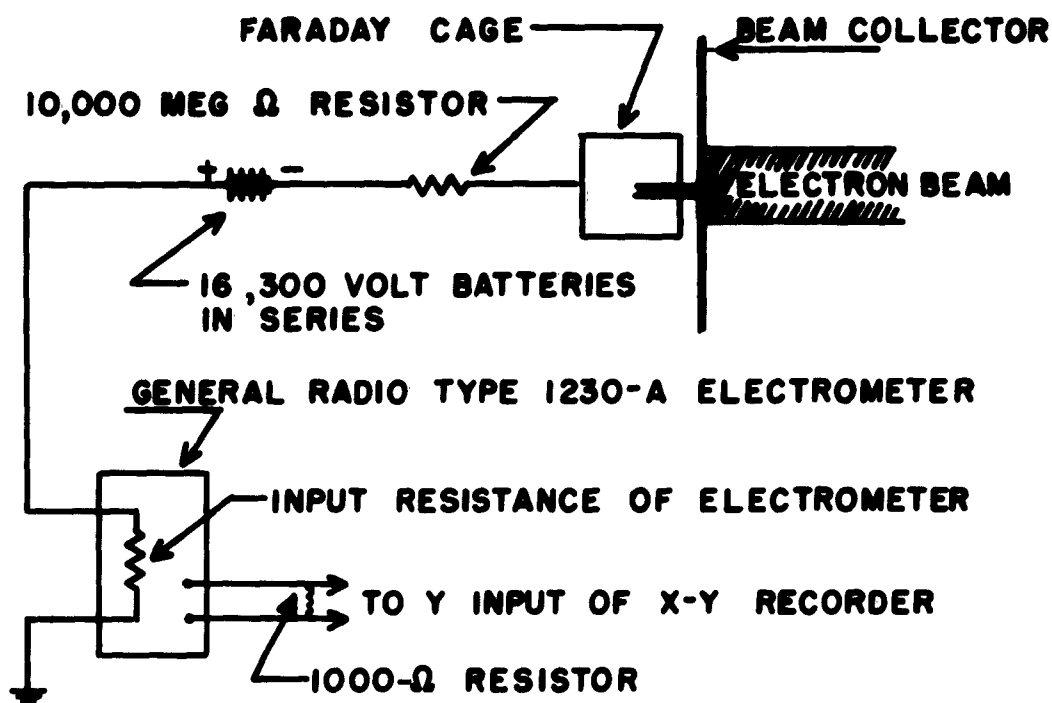 FARADAY CAGE
BEAM COLLECTOR
10,000 MEG Ω RESISTOR
+ -
ELECTRON BEAM
16,300 VOLT BATTERIES
IN SERIES
GENERAL RADIO TYPE 1230-A ELECTROMETER
INPUT RESISTANCE OF ELECTROMETER
TO Y INPUT OF X-Y RECORDER
1000-Ω RESISTOR